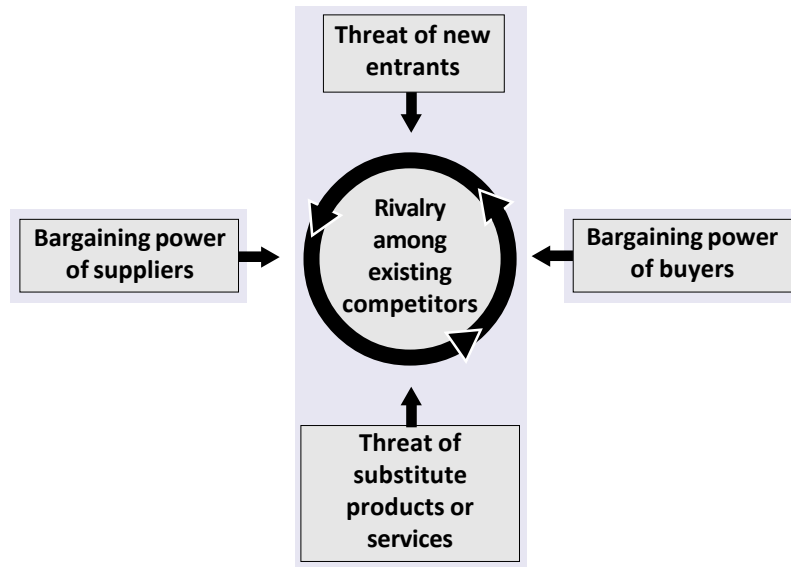 Threat of new
entrants
Bargaining power
of suppliers
Rivalry
among
existing
competitors
Bargaining power
of buyers
Threat of
substitute
products or
services